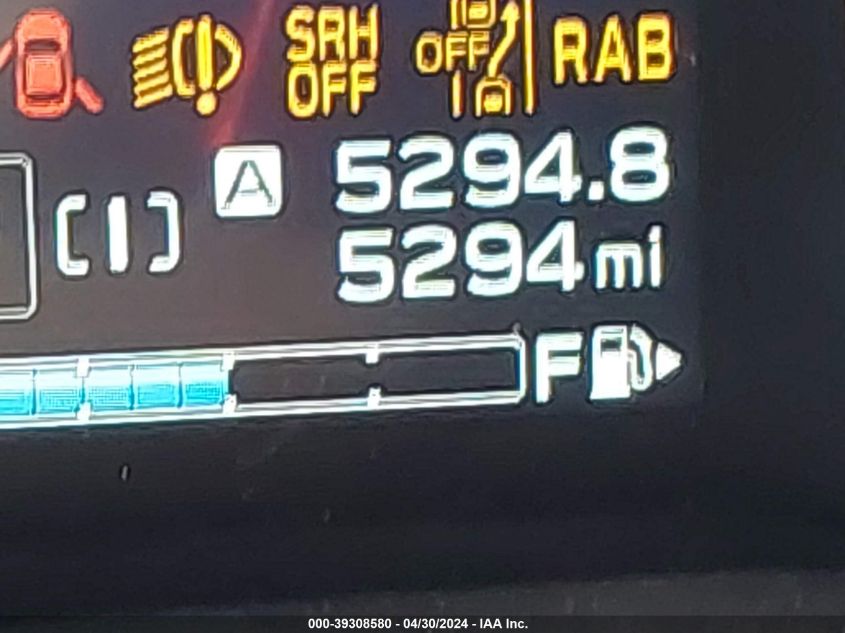 SRH
OFF
OFF
RAB
A 5294.8
5294 mi
F
000-39308580 - 04/30/2024 - IAA Inc.